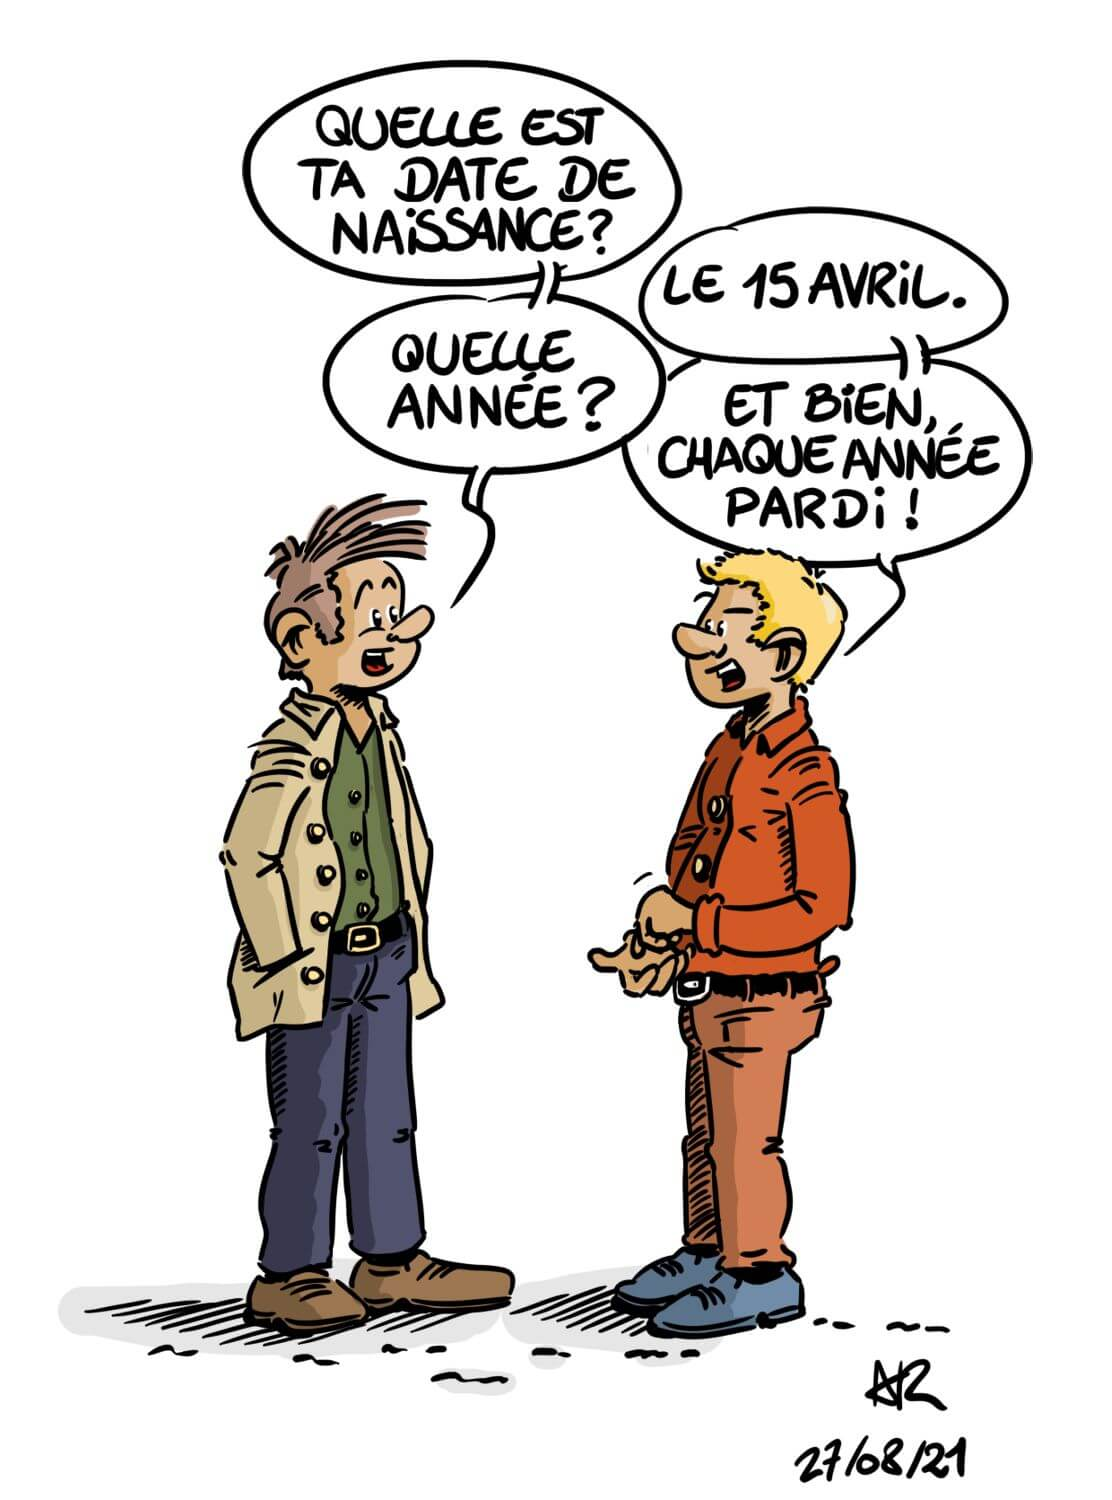 QUELLE EST
TA DATE DE
NAiSSANCE?
LE 15 AVRiL.
QUELLE
ANNÉE?
ET BiEN,
CHAQUE ANNÉE
PARDi !
27/08/21